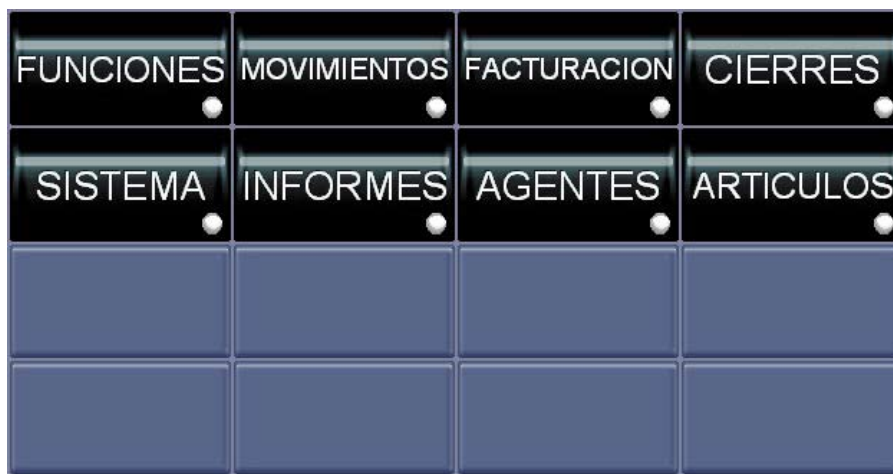 FUNCIONES MOVIMIENTOS FACTURACION CIERRES
SISTEMA INFORMES AGENTES ARTICULOS